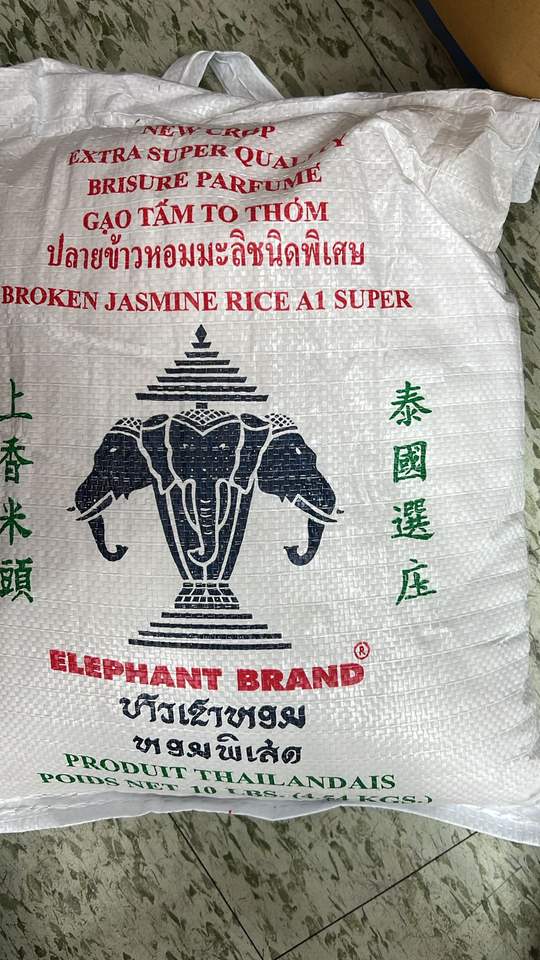 NEW CROP
EXTRA SUPER QUALITY
BRISURE PARFUMÉ
GẠO TẤM TO THƠM
ปลายข้าวหอมมะลิชนิดพิเศษ
BROKEN JASMINE RICE A1 SUPER
上香米頭
泰國選庄
ELEPHANT BRAND®
PRODUIT THAILANDAIS
POIDS NET 10 LBS. (4.54 KGS.)